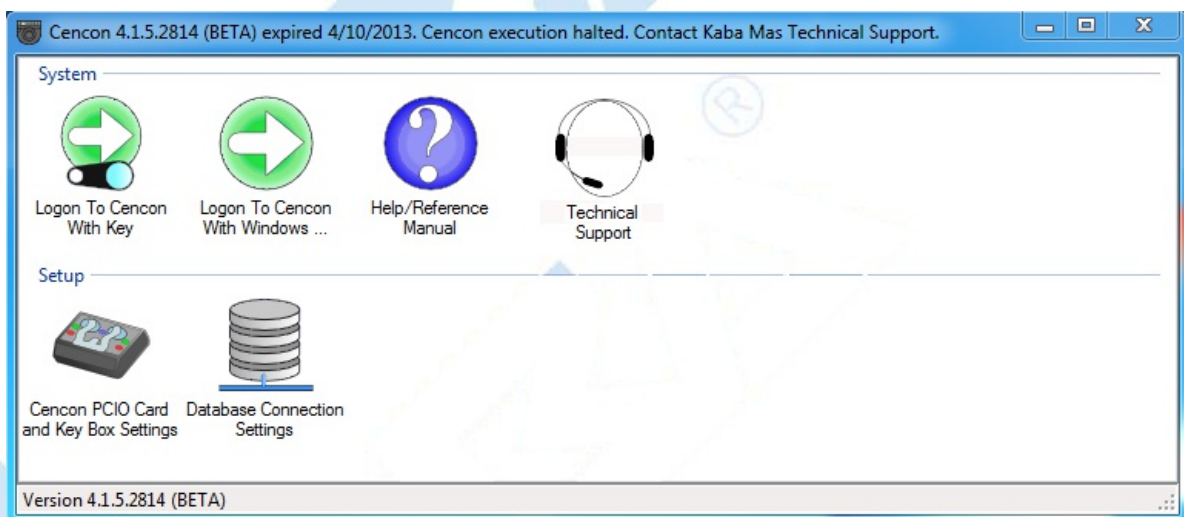 Cencon 4.1.5.2814 (BETA) expired 4/10/2013. Cencon execution halted. Contact Kaba Mas Technical Support.
System
Logon To Cencon
With Key
Logon To Cencon
With Windows ...
Help/Reference
Manual
Technical
Support
Setup
Cencon PCIO Card
and Key Box Settings
Database Connection
Settings
Version 4.1.5.2814 (BETA)